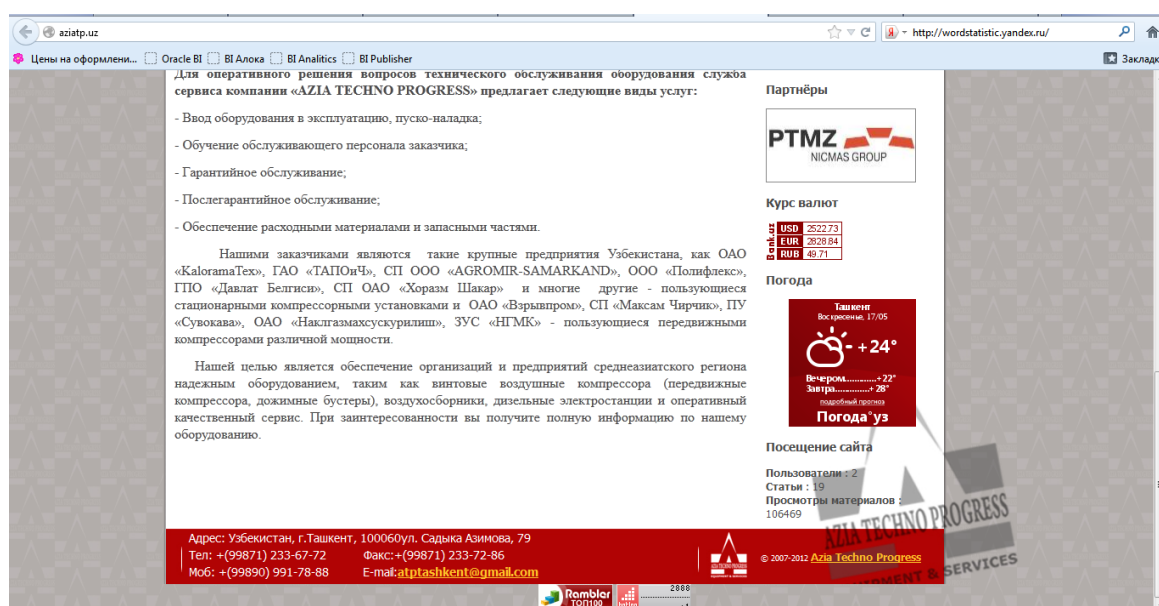 aziatp.uz
http://wordstatistic.yandex.ru/
Цены на оформлени...
Oracle BI
BI Алока
BI Analitics
BI Publisher
Закладк
Для оперативного решения вопросов технического обслуживания оборудования служба
сервиса компании «AZIA TECHNO PROGRESS» предлагает следующие виды услуг:
- Ввод оборудования в эксплуатацию, пуско-наладка;
- Обучение обслуживающего персонала заказчика;
- Гарантийное обслуживание;
- Послегарантийное обслуживание;
- Обеспечение расходными материалами и запасными частями.
Нашими заказчиками являются такие крупные предприятия Узбекистана, как ОАО
«KaloramaTex», ГАО «ТАПОиЧ», СП ООО «AGROMIR-SAMARKAND», ООО «Полифлекс»,
ГПО «Давлат Белгиси», СП ОАО «Хоразм Шакар» и многие другие - пользующиеся
стационарными компрессорными установками и ОАО «Взрывпром», СП «Максам Чирчик», ПУ
«Сувокава», ОАО «Наклгазмахсускурилиш», ЗУС «НГМК» - пользующиеся передвижными
компрессорами различной мощности.
Нашей целью является обеспечение организаций и предприятий среднеазиатского региона
надежным оборудованием, таким как винтовые воздушные компрессора (передвижные
компрессора, дожимные бустеры), воздухосборники, дизельные электростанции и оперативный
качественный сервис. При заинтересованности вы получите полную информацию по нашему
оборудованию.
Партнёры
PTMZ
NICMAS GROUP
Курс валют
Bank.uz
USD 2522.73
EUR 2828.84
RUB 49.71
Погода
Ташкент
Воскресенье, 17/05
+24°
Вечером............+22°
Завтра.............+28°
подробный прогноз
Погода°уз
Посещение сайта
Пользователи : 2
Статьи : 19
Просмотры материалов :
106469
AZIA TECHNO PROGRESS
EQUIPMENT & SERVICES
Адрес: Узбекистан, г.Ташкент, 100060ул. Садыка Азимова, 79
Тел: +(99871) 233-67-72 Факс:+(99871) 233-72-86
Моб: +(99890) 991-78-88 E-mail:atptashkent@gmail.com
© 2007-2012 Azia Techno Progress
Rambler
ТОП100
2888